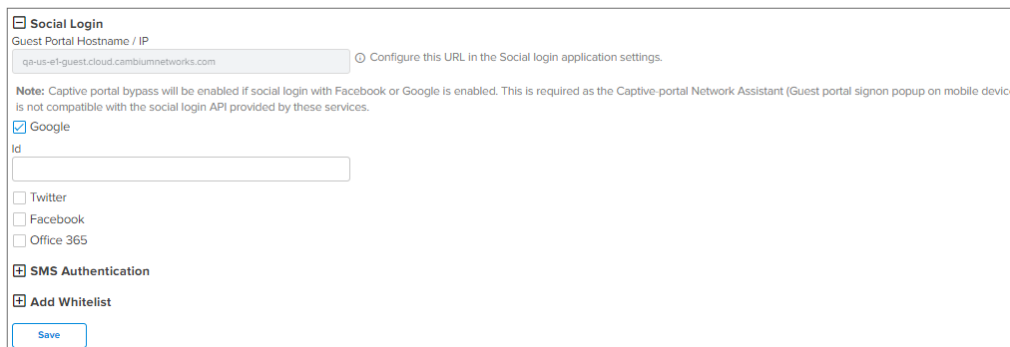 Social Login
Guest Portal Hostname / IP
qa-us-e1-guest.cloud.cambiumnetworks.com
Configure this URL in the Social login application settings.
Note: Captive portal bypass will be enabled if social login with Facebook or Google is enabled. This is required as the Captive-portal Network Assistant (Guest portal signon popup on mobile devic
is not compatible with the social login API provided by these services.
Google
Id
Twitter
Facebook
Office 365
SMS Authentication
Add Whitelist
Save